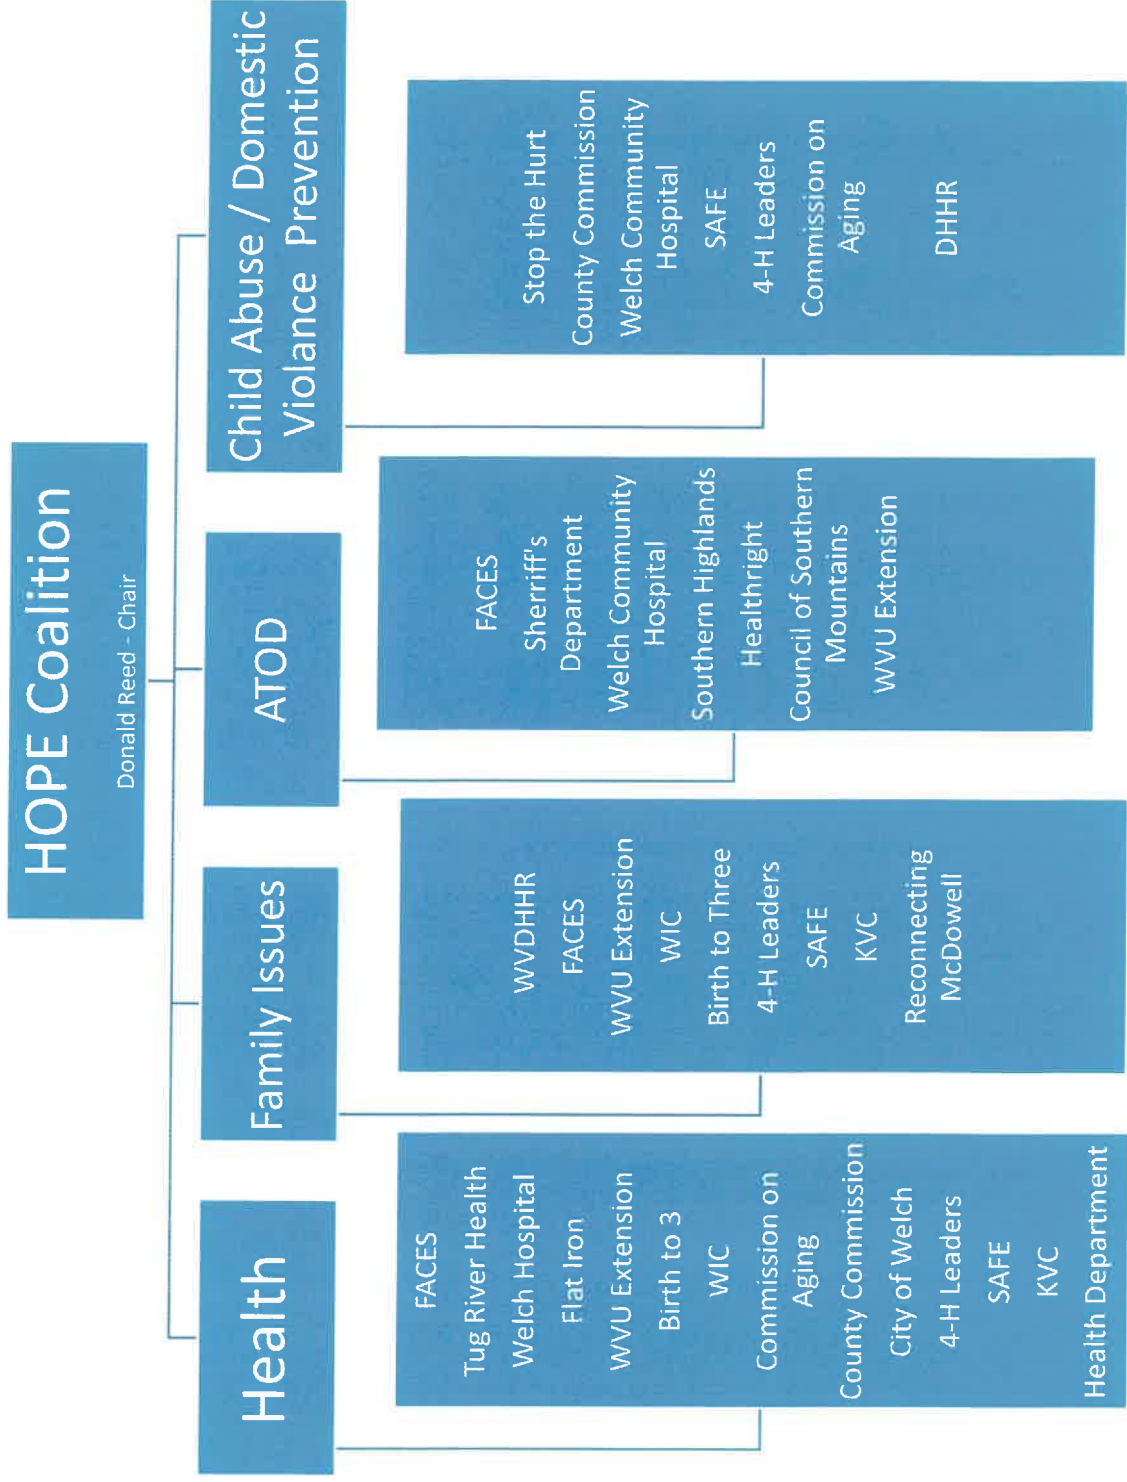 HOPE Coalition
Donald Reed - Chair
Health
FACES
Tug River Health
Welch Hospital
Flat Iron
WVU Extension
Birth to 3
WIC
Commission on
Aging
County Commission
City of Welch
4-H Leaders
SAFE
KVC
Health Department
Family Issues
WVDHHR
FACES
WVU Extension
WIC
Birth to Three
4-H Leaders
SAFE
KVC
Reconnecting
McDowell
ATOD
FACES
Sherriff's
Department
Welch Community
Hospital
Southern Highlands
Healthright
Council of Southern
Mountains
WVU Extension
Child Abuse / Domestic
Violance Prevention
Stop the Hurt
County Commission
Welch Community
Hospital
SAFE
4-H Leaders
Commission on
Aging
DHHR